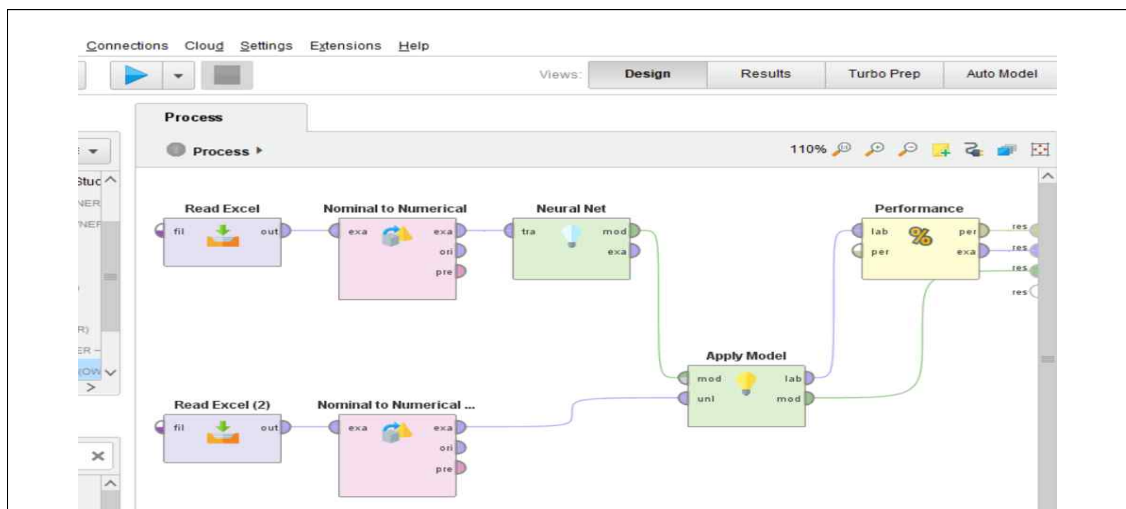 Connections Cloud Settings Extensions Help
Views: Design Results Turbo Prep Auto Model
Process
Process
110%
Read Excel Nominal to Numerical Neural Net Performance
fil out exa exa tra mod lab per res
ori exa per exa res
pre res
res
Apply Model
mod lab
unl mod
Read Excel (2) Nominal to Numerical ...
fil out exa exa
ori
pre